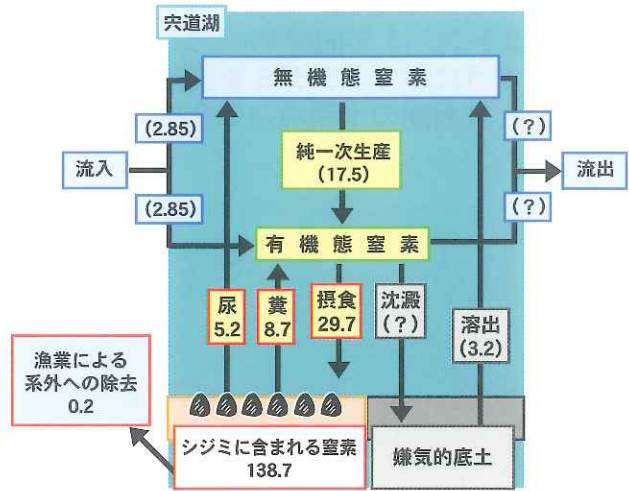 宍道湖
無機態窒素
(2.85)
(?)
純一次生産
(17.5)
流入
流出
(2.85)
(?)
有機態窒素
尿
5.2
糞
8.7
摂食
29.7
沈澱
(?)
溶出
(3.2)
漁業による
系外への除去
0.2
シジミに含まれる窒素
138.7
嫌気的底土